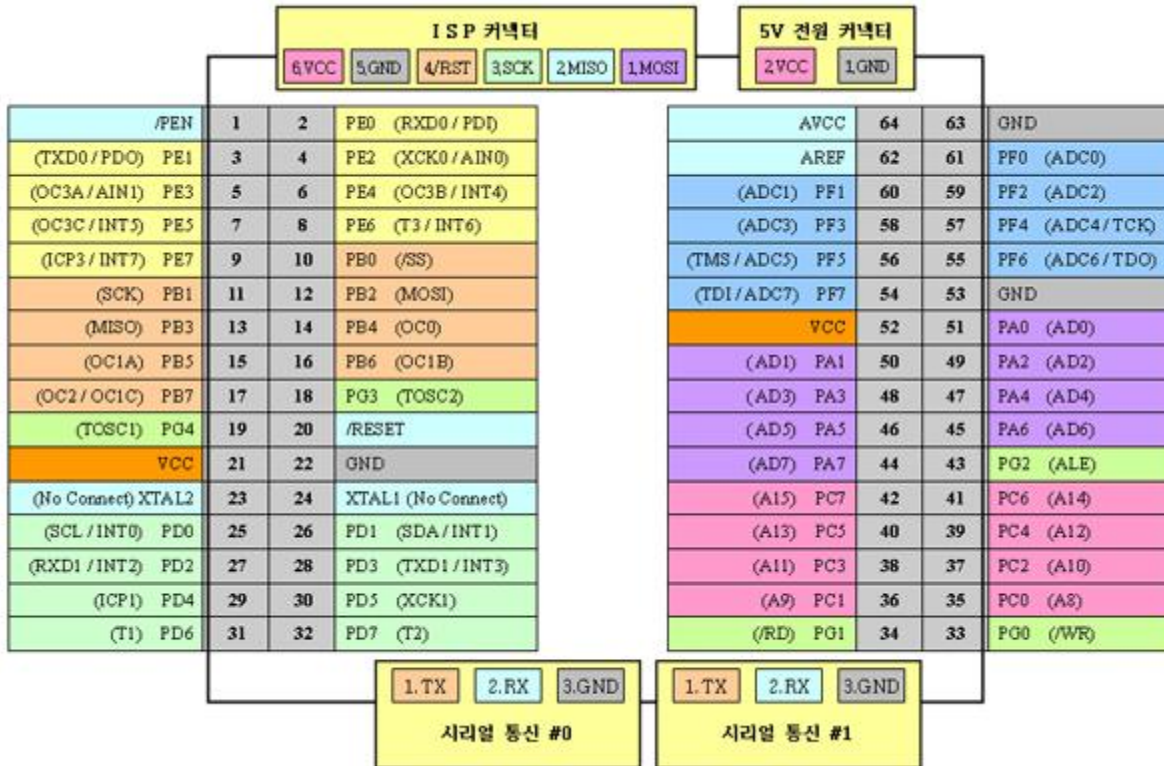 ISP 커넥터
6.VCC 5.GND 4/RST 3.SCK 2.MISO 1.MOSI
5V 전원 커넥터
2.VCC 1.GND
/PEN 1 2 PE0 (RXD0/PDI)
(TXD0/PDO) PE1 3 4 PE2 (XCK0/AIN0)
(OC3A/AIN1) PE3 5 6 PE4 (OC3B/INT4)
(OC3C/INT5) PE5 7 8 PE6 (T3/INT6)
(ICP3/INT7) PE7 9 10 PB0 (/SS)
(SCK) PB1 11 12 PB2 (MOSI)
(MISO) PB3 13 14 PB4 (OC0)
(OC1A) PB5 15 16 PB6 (OC1B)
(OC2/OC1C) PB7 17 18 PG3 (TOSC2)
(TOSC1) PG4 19 20 /RESET
VCC 21 22 GND
(No Connect) XTAL2 23 24 XTAL1 (No Connect)
(SCL/INT0) PD0 25 26 PD1 (SDA/INT1)
(RXD1/INT2) PD2 27 28 PD3 (TXD1/INT3)
(ICP1) PD4 29 30 PD5 (XCK1)
(T1) PD6 31 32 PD7 (T2)
AVCC 64 63 GND
AREF 62 61 PF0 (ADC0)
(ADC1) PF1 60 59 PF2 (ADC2)
(ADC3) PF3 58 57 PF4 (ADC4/TCK)
(TMS/ADC5) PF5 56 55 PF6 (ADC6/TDO)
(TDI/ADC7) PF7 54 53 GND
VCC 52 51 PA0 (AD0)
(AD1) PA1 50 49 PA2 (AD2)
(AD3) PA3 48 47 PA4 (AD4)
(AD5) PA5 46 45 PA6 (AD6)
(AD7) PA7 44 43 PG2 (ALE)
(A15) PC7 42 41 PC6 (A14)
(A13) PC5 40 39 PC4 (A12)
(A11) PC3 38 37 PC2 (A10)
(A9) PC1 36 35 PC0 (A8)
(/RD) PG1 34 33 PG0 (/WR)
1.TX 2.RX 3.GND
시리얼 통신 #0
1.TX 2.RX 3.GND
시리얼 통신 #1